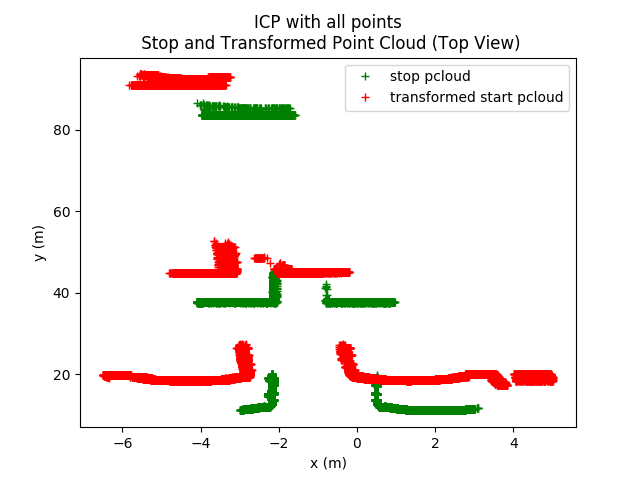 ICP with all points
Stop and Transformed Point Cloud (Top View)
stop pcloud
transformed start pcloud
80
60
40
20
y (m)
−6
−4
−2
0
2
4
x (m)